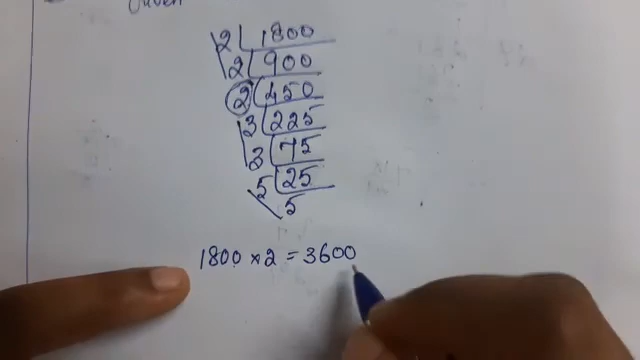 2 | 1800
2 | 900
2 | 450
3 | 225
3 | 75
5 | 25
5
1800 × 2 = 3600